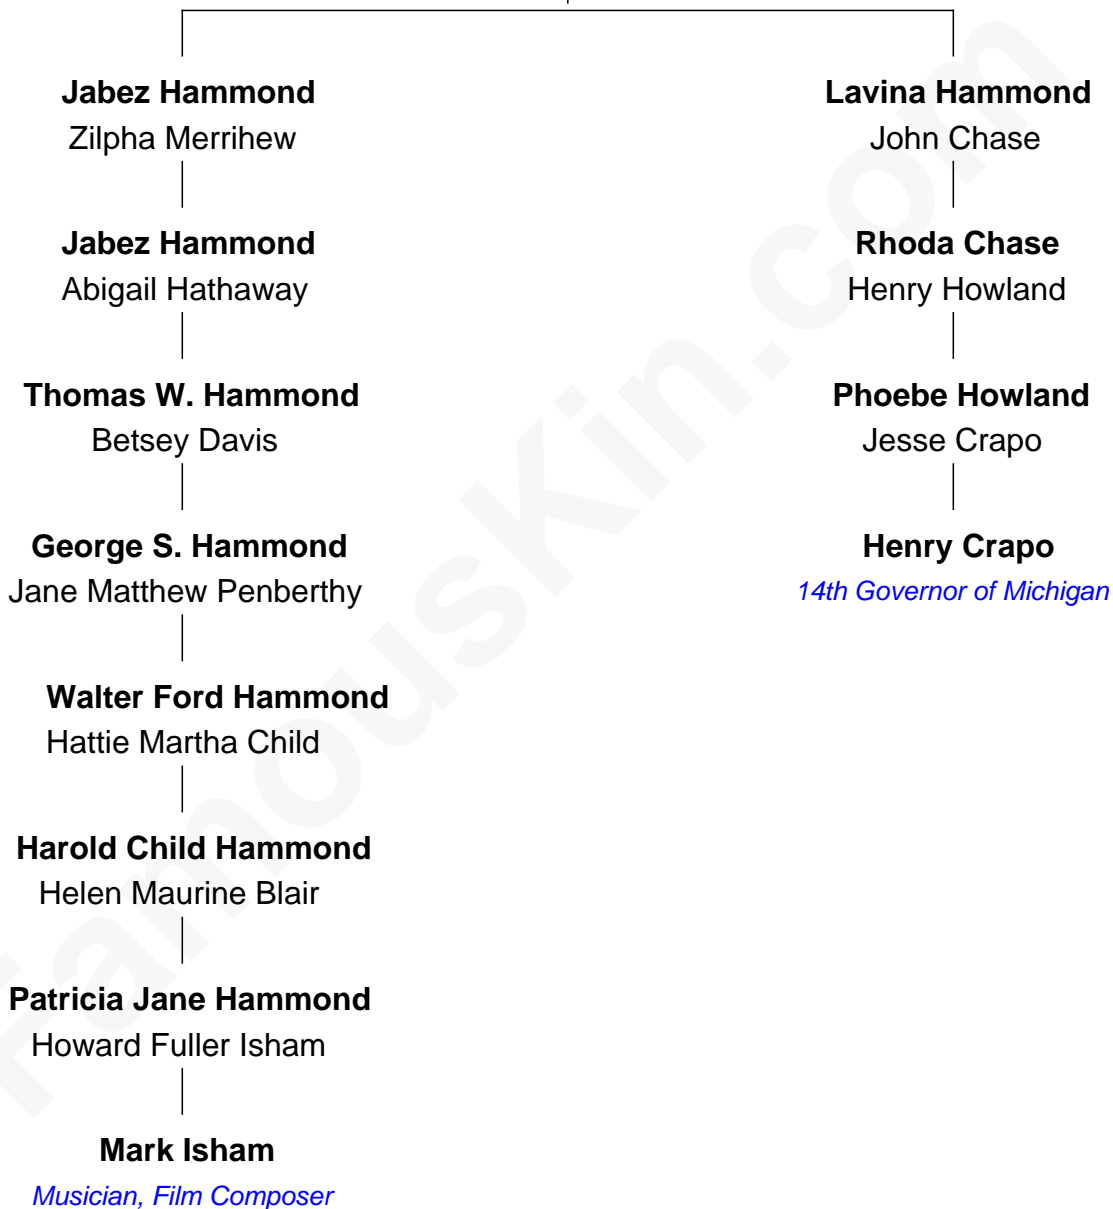 Jabez Hammond
Zilpha Merrihew
Jabez Hammond
Abigail Hathaway
Thomas W. Hammond
Betsey Davis
George S. Hammond
Jane Matthew Penberthy
Walter Ford Hammond
Hattie Martha Child
Harold Child Hammond
Helen Maurine Blair
Patricia Jane Hammond
Howard Fuller Isham
Mark Isham
Musician, Film Composer
Lavina Hammond
John Chase
Rhoda Chase
Henry Howland
Phoebe Howland
Jesse Crapo
Henry Crapo
14th Governor of Michigan
FamousKin.com